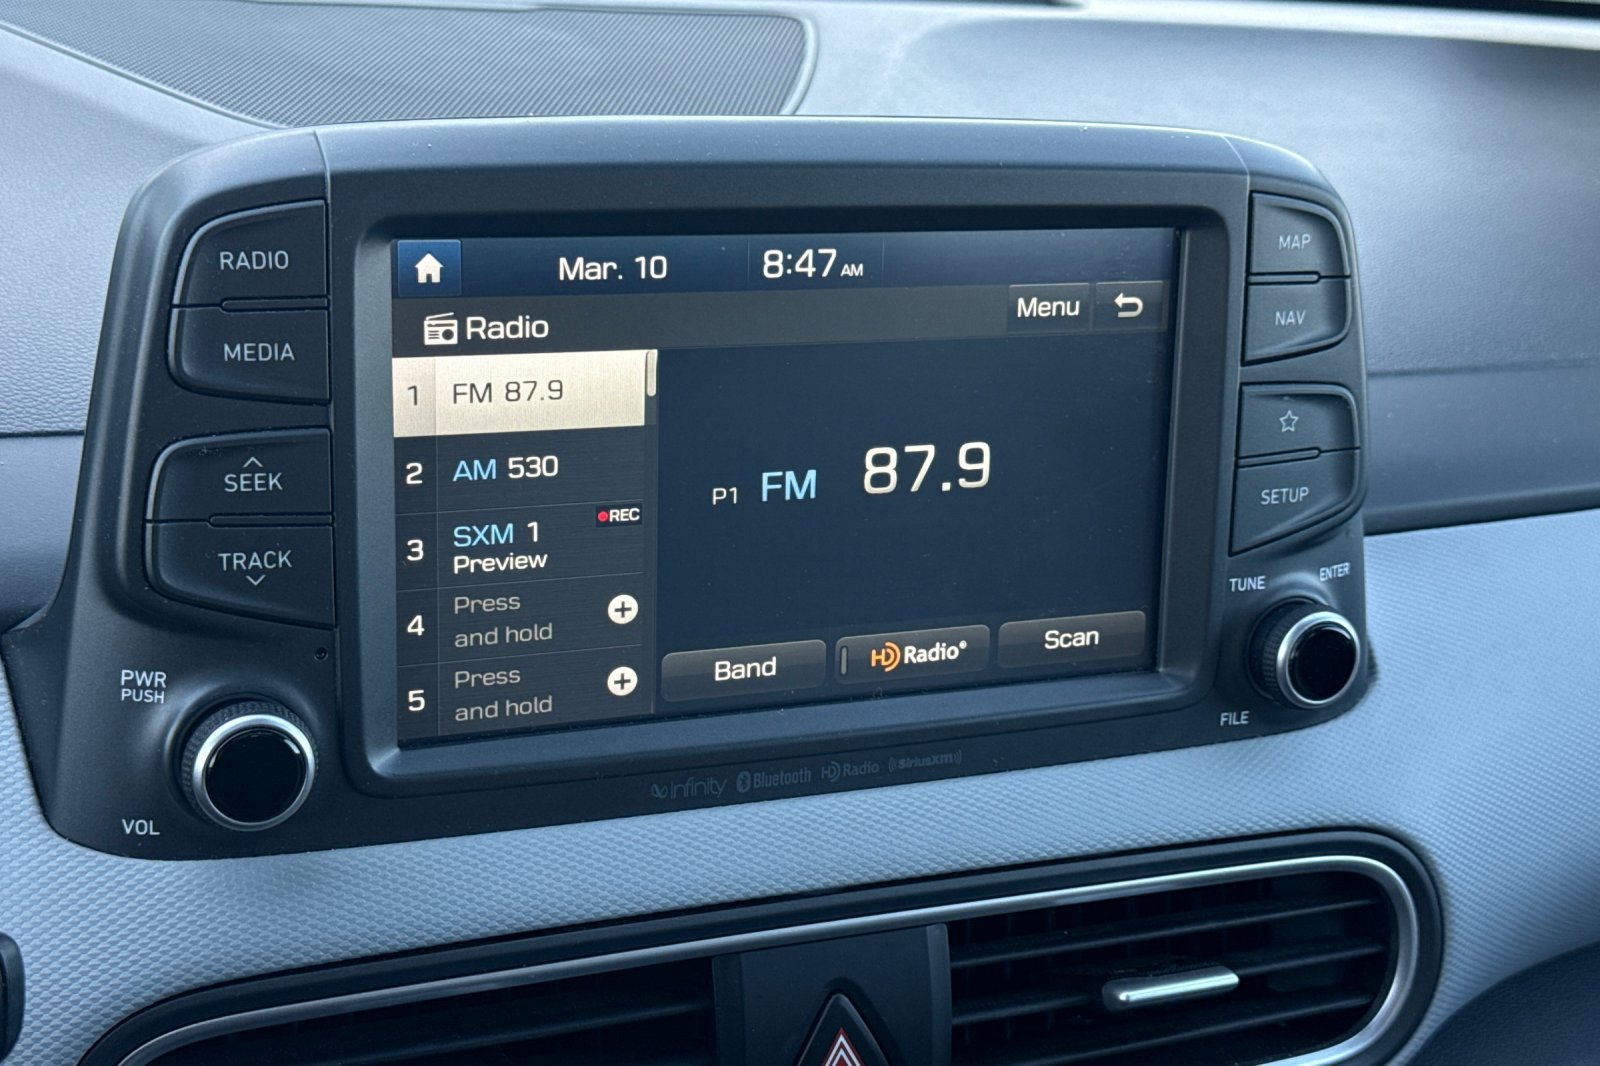 RADIO
MEDIA
SEEK
TRACK
PWR
PUSH
VOL
Mar. 10
8:47 AM
Radio
Menu
1 FM 87.9
2 AM 530
3 SXM 1
Preview
REC
4 Press
and hold
5 Press
and hold
P1 FM 87.9
Band
HD Radio®
Scan
Infinity Bluetooth HD Radio SiriusXM
MAP
NAV
SETUP
TUNE
ENTER
FILE